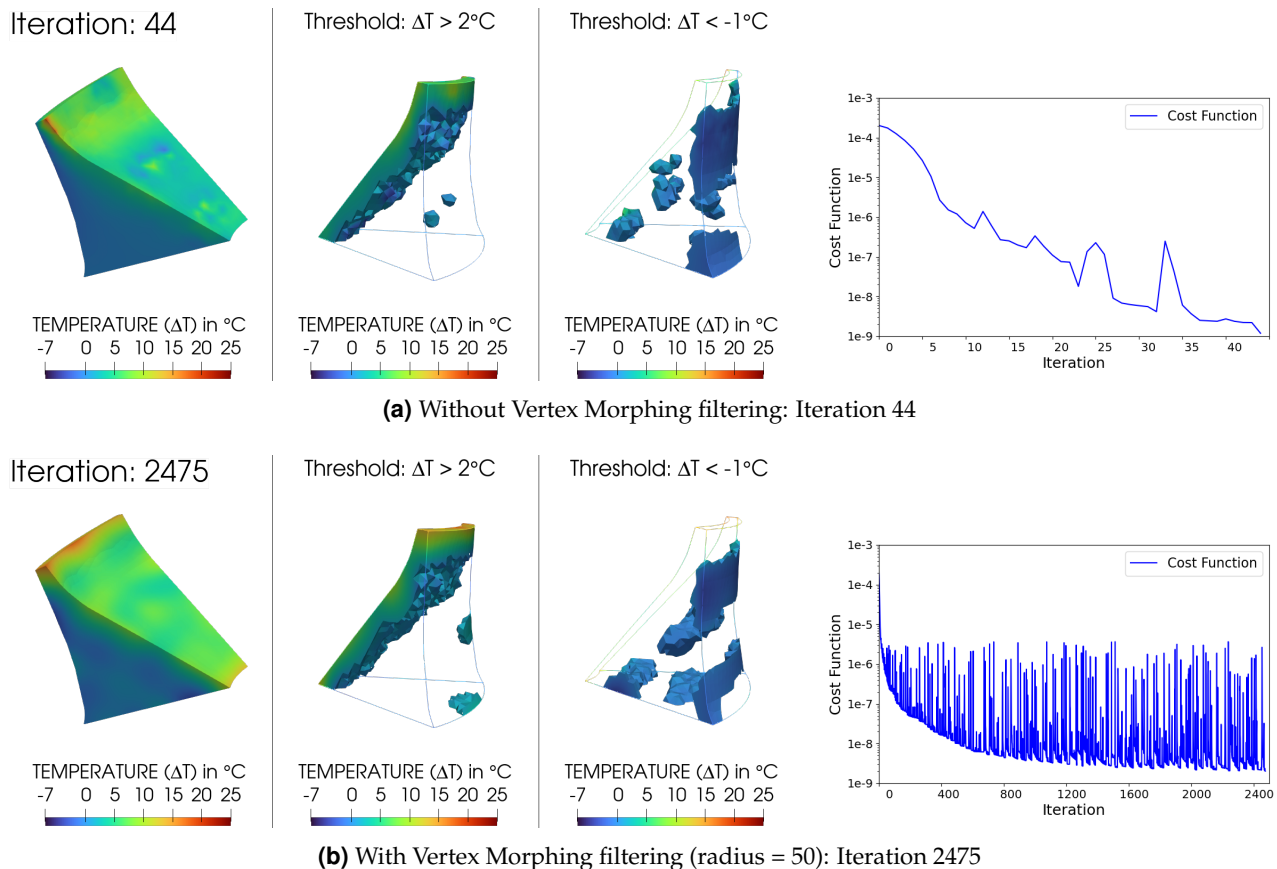 Iteration: 44
Threshold: ΔT > 2°C
Threshold: ΔT < -1°C
TEMPERATURE (ΔT) in °C
-7 0 5 10 15 20 25
TEMPERATURE (ΔT) in °C
-7 0 5 10 15 20 25
TEMPERATURE (ΔT) in °C
-7 0 5 10 15 20 25
Cost Function
1e-3
1e-4
1e-5
1e-6
1e-7
1e-8
1e-9
Cost Function
0 5 10 15 20 25 30 35 40
Iteration
(a) Without Vertex Morphing filtering: Iteration 44
Iteration: 2475
Threshold: ΔT > 2°C
Threshold: ΔT < -1°C
TEMPERATURE (ΔT) in °C
-7 0 5 10 15 20 25
TEMPERATURE (ΔT) in °C
-7 0 5 10 15 20 25
TEMPERATURE (ΔT) in °C
-7 0 5 10 15 20 25
Cost Function
1e-3
1e-4
1e-5
1e-6
1e-7
1e-8
1e-9
Cost Function
0 400 800 1200 1600 2000 2400
Iteration
(b) With Vertex Morphing filtering (radius = 50): Iteration 2475